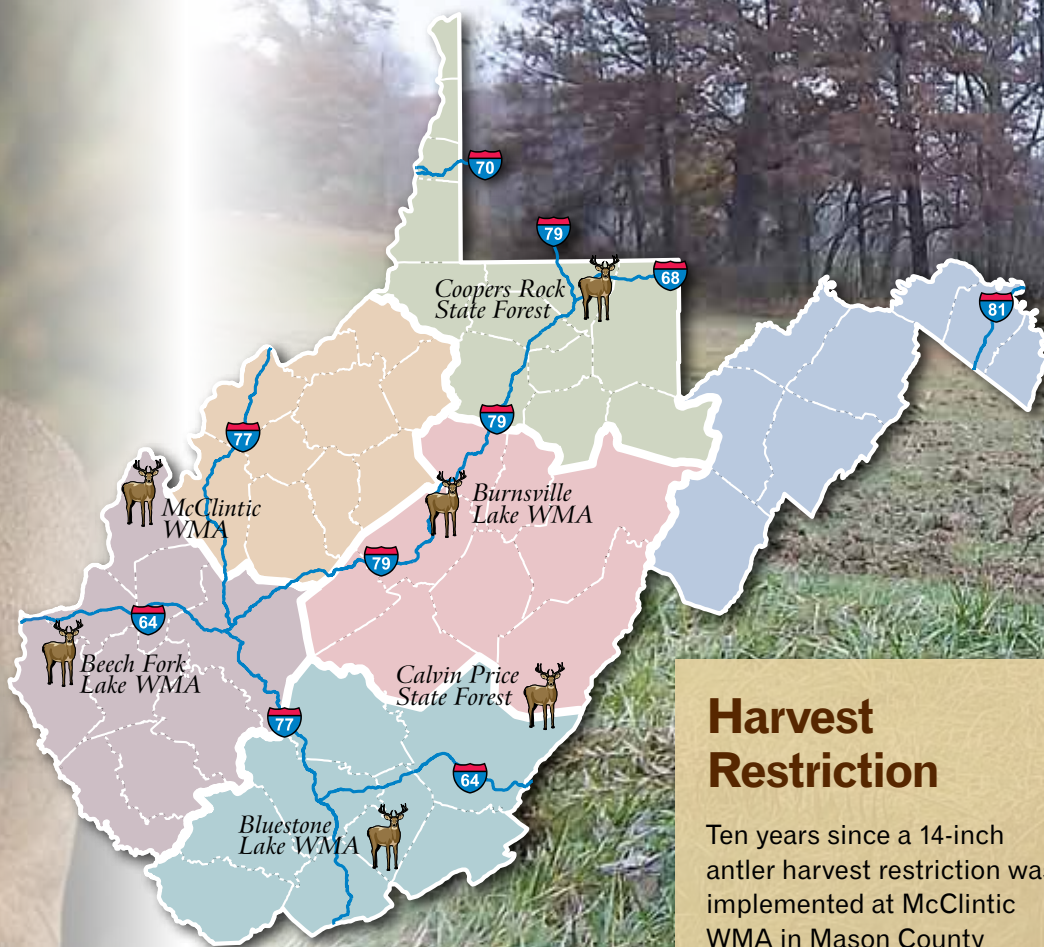 70
79
68
Coopers Rock
State Forest
81
79
77
McClintic
WMA
Burnsville
Lake WMA
79
64
Beech Fork
Lake WMA
Calvin Price
State Forest
77
64
Bluestone
Lake WMA
Harvest
Restriction
Ten years since a 14-inch
antler harvest restriction was
implemented at McClintic
WMA in Mason County